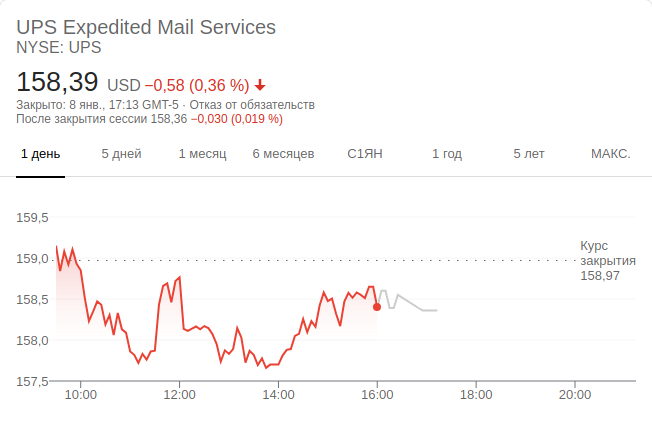 UPS Expedited Mail Services
NYSE: UPS
158,39 USD −0,58 (0,36 %)
Закрыто: 8 янв., 17:13 GMT-5 · Отказ от обязательств
После закрытия сессии 158,36 −0,030 (0,019 %)
1 день 5 дней 1 месяц 6 месяцев С1ЯН 1 год 5 лет МАКС.
159,5
159,0
158,5
158,0
157,5
Курс
закрытия
158,97
10:00 12:00 14:00 16:00 18:00 20:00